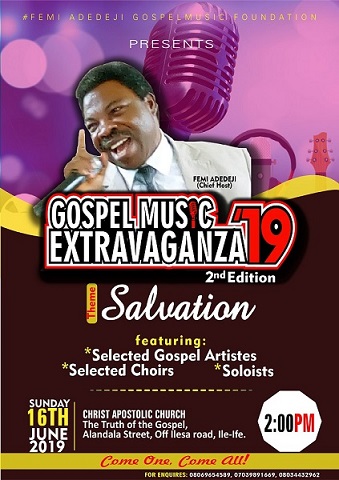 #FEMI ADEDEJI GOSPELMUSIC FOUNDATION
PRESENTS
FEMI ADEDEJI
(Chief Host)
GOSPEL MUSIC
EXTRAVAGANZA '19
2nd Edition
Theme Salvation
featuring:
*Selected Gospel Artistes
*Selected Choirs *Soloists
SUNDAY
16TH
JUNE
2019
CHRIST APOSTOLIC CHURCH
The Truth of the Gospel,
Alandala Street, Off Ilesa road, Ile-Ife.
2:00PM
Come One, Come All!
FOR ENQUIRES: 08069654589, 07039891669, 08034432962